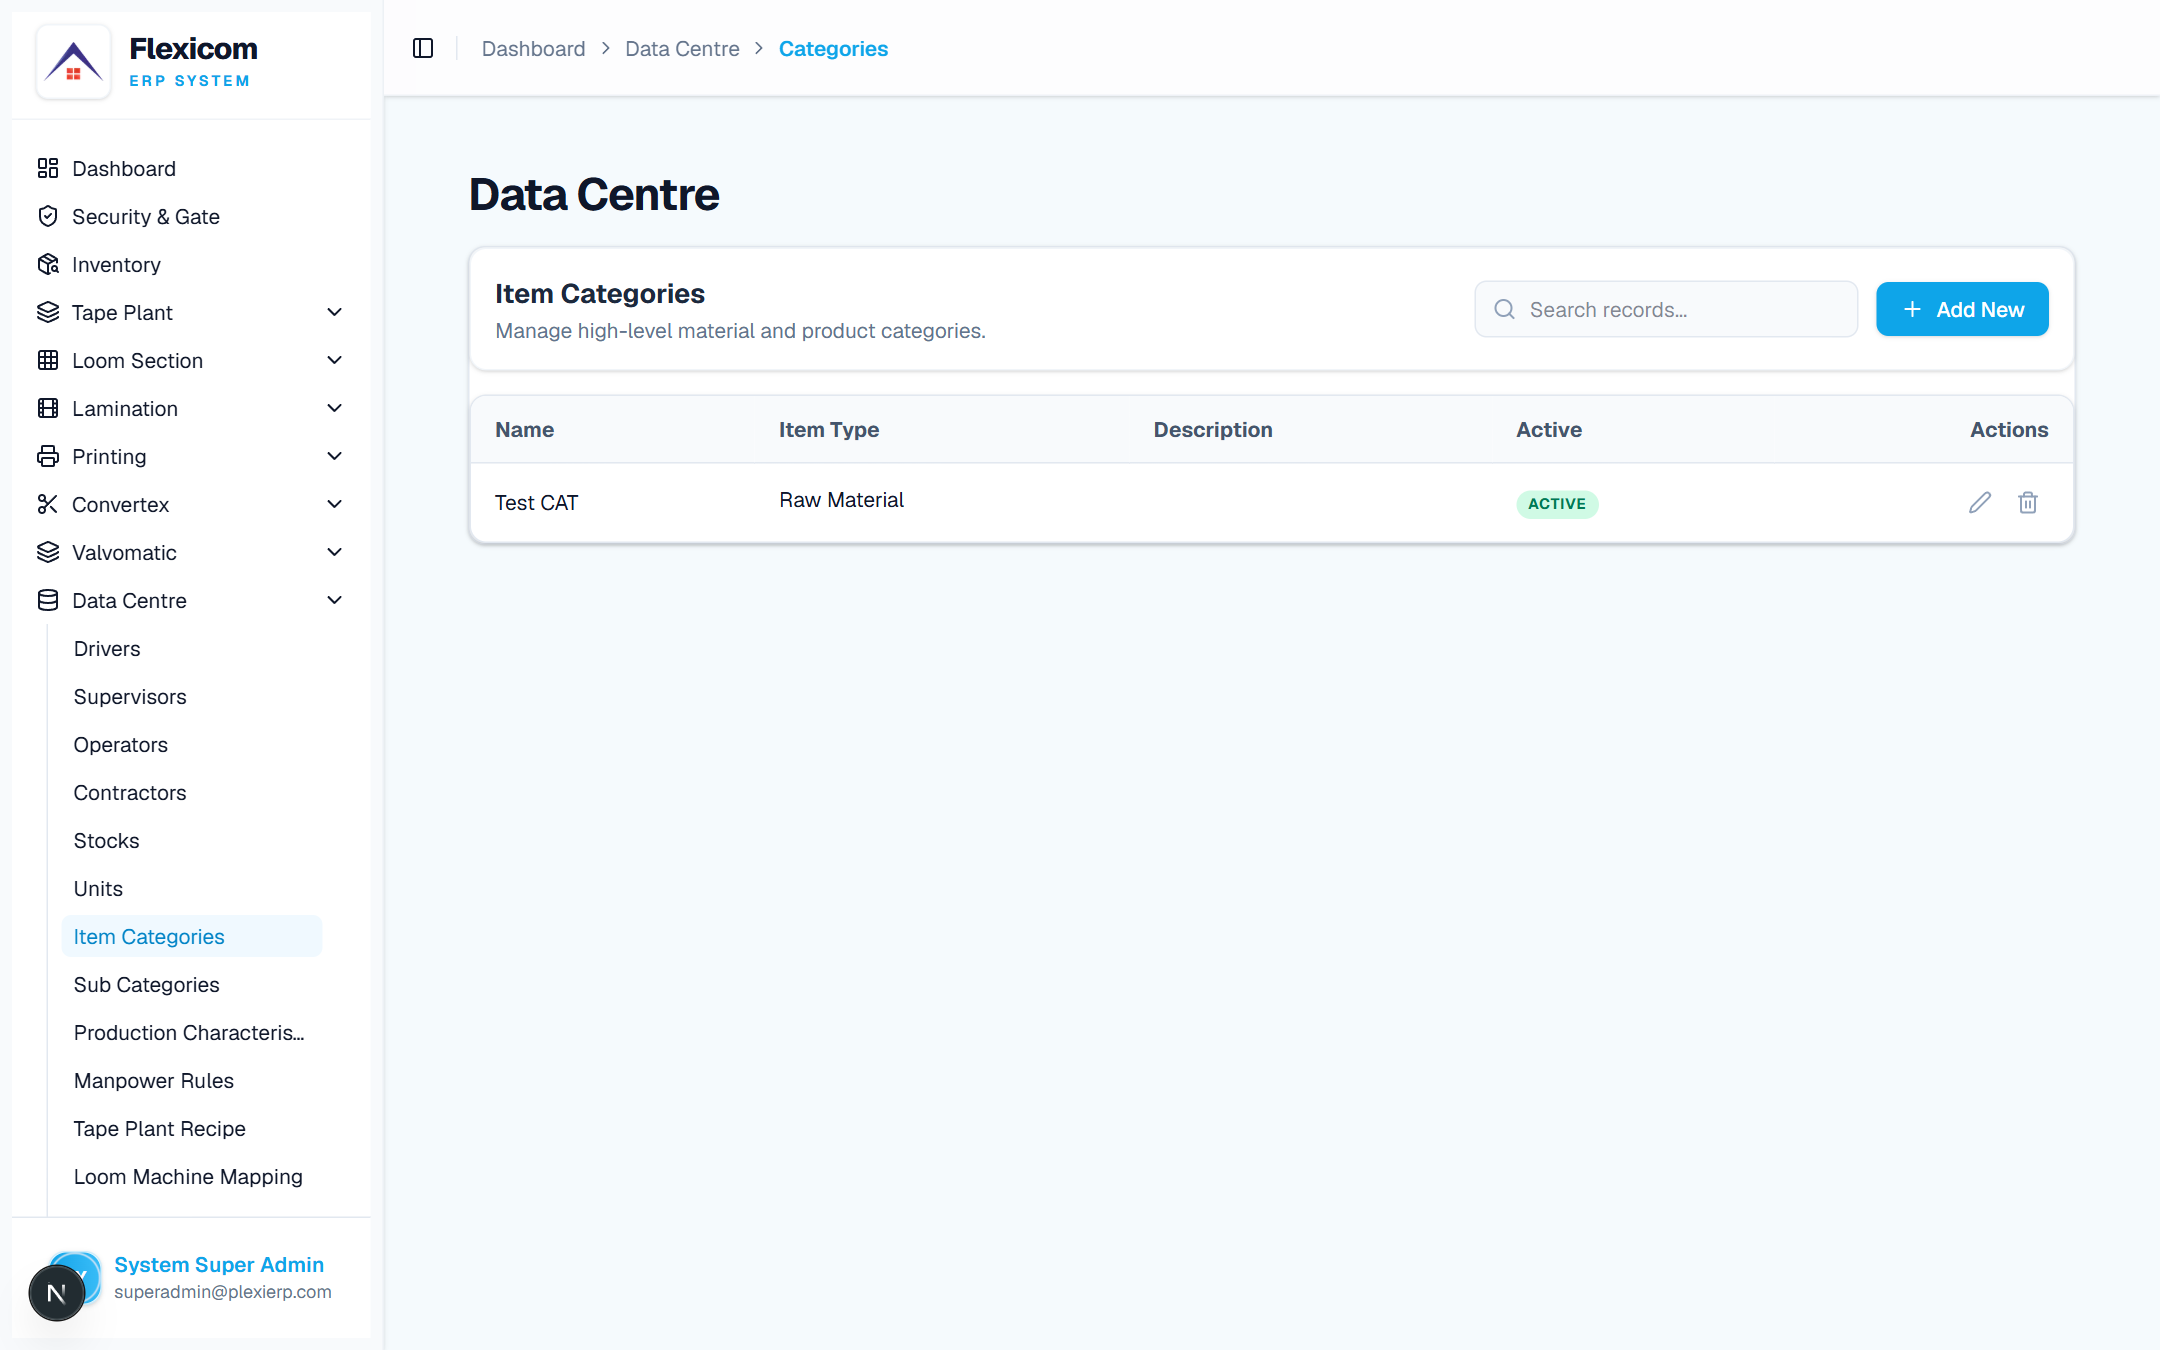 Flexicom
ERP SYSTEM
Dashboard
Security & Gate
Inventory
Tape Plant
Loom Section
Lamination
Printing
Convertex
Valvomatic
Data Centre
Drivers
Supervisors
Operators
Contractors
Stocks
Units
Item Categories
Sub Categories
Production Characteris...
Manpower Rules
Tape Plant Recipe
Loom Machine Mapping
N
System Super Admin
superadmin@plexierp.com
Dashboard > Data Centre > Categories
Data Centre
Item Categories
Manage high-level material and product categories.
Search records...
+ Add New
Name Item Type Description Active Actions
Test CAT Raw Material ACTIVE